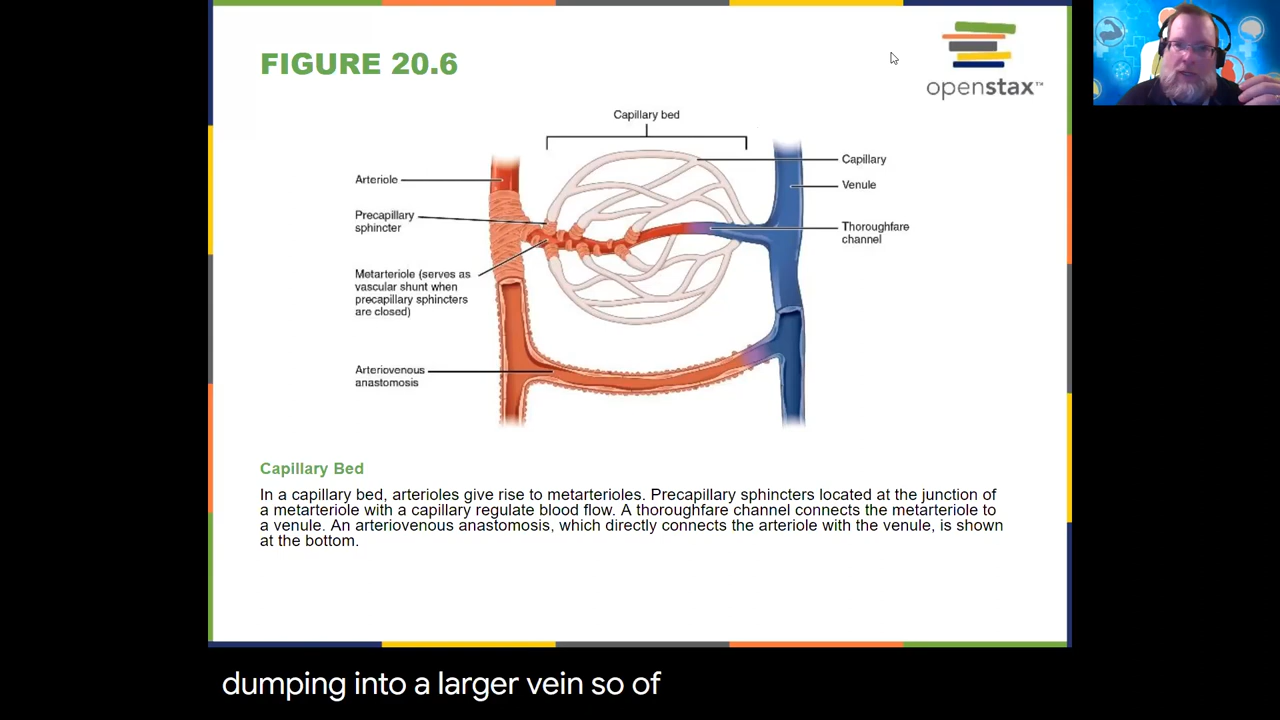 FIGURE 20.6
openstax™
Capillary bed
Arteriole
Capillary
Venule
Precapillary
sphincter
Thoroughfare
channel
Metarteriole (serves as
vascular shunt when
precapillary sphincters
are closed)
Arteriovenous
anastomosis
Capillary Bed
In a capillary bed, arterioles give rise to metarterioles. Precapillary sphincters located at the junction of
a metarteriole with a capillary regulate blood flow. A thoroughfare channel connects the metarteriole to
a venule. An arteriovenous anastomosis, which directly connects the arteriole with the venule, is shown
at the bottom.
dumping into a larger vein so of